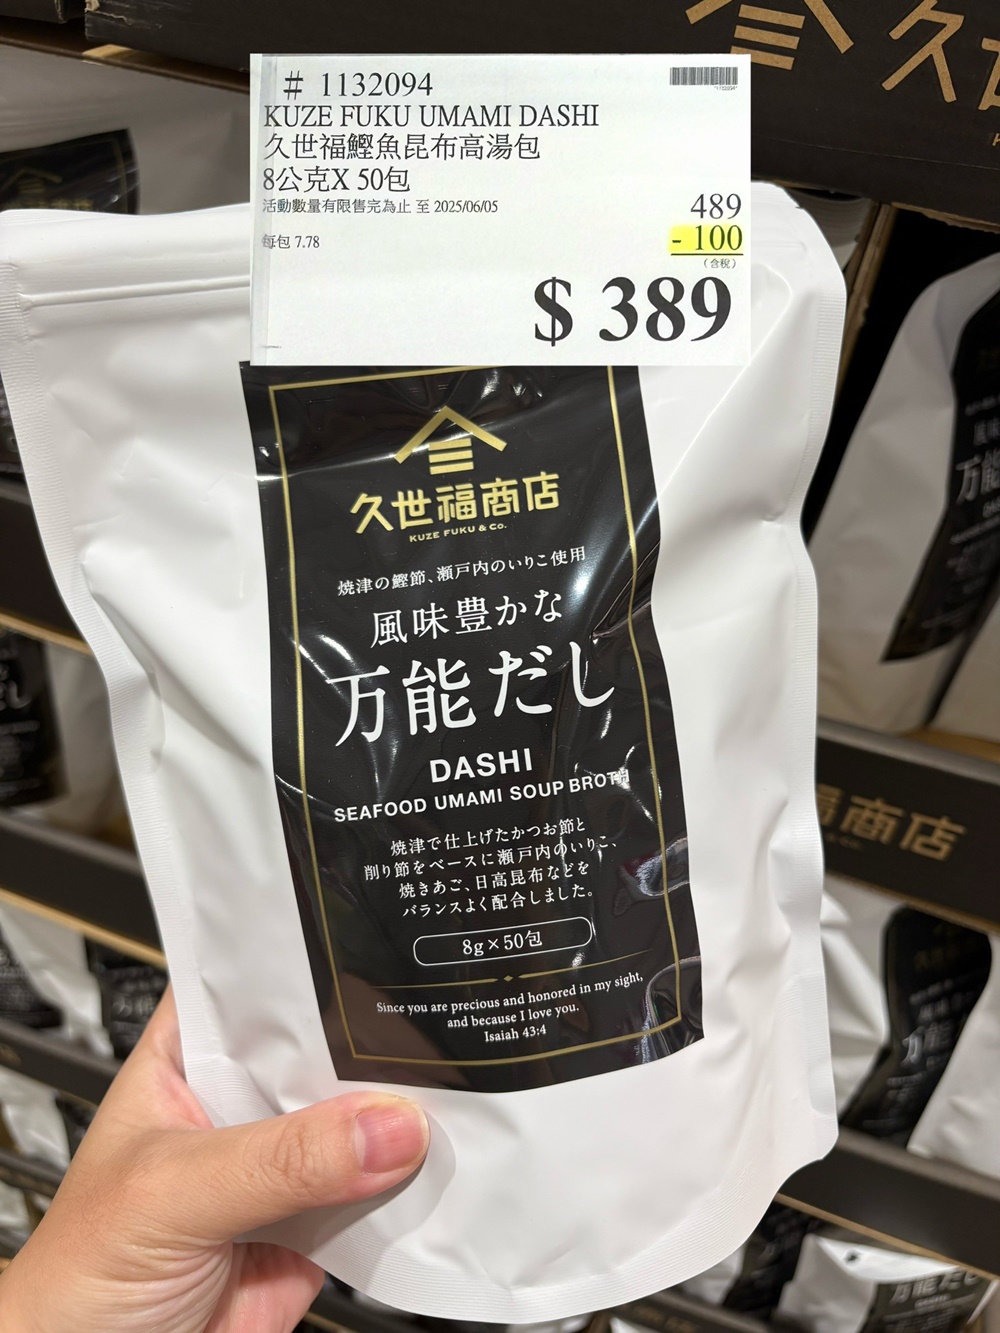 # 1132094
KUZE FUKU UMAMI DASHI
久世福鰹魚昆布高湯包
8公克X 50包
活動數量有限售完為止 至 2025/06/05
489
每包 7.78
- 100
(含稅)
$ 389
久世福商店
KUZE FUKU & Co.
焼津の鰹節、瀬戸内のいりこ使用
風味豊かな
万能だし
DASHI
SEAFOOD UMAMI SOUP BROTH
焼津で仕上げたかつお節と
削り節をベースに瀬戸内のいりこ、
焼きあご、日高昆布などを
バランスよく配合しました。
8g×50包
Since you are precious and honored in my sight,
and because I love you.
Isaiah 43:4
福商店
万能だし